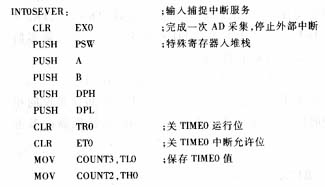 INT0SEVER: ;输入捕捉中断服务
CLR EX0 ;完成一次 AD 采集,停止外部中断
PUSH PSW ;特殊寄存器入堆栈
PUSH A
PUSH B
PUSH DPH
PUSH DPL
CLR TR0 ;关 TIME0 运行位
CLR ET0 ;关 TIME0 中断允许位
MOV COUNT3,TL0 ;保存 TIME0 值
MOV COUNT2,TH0